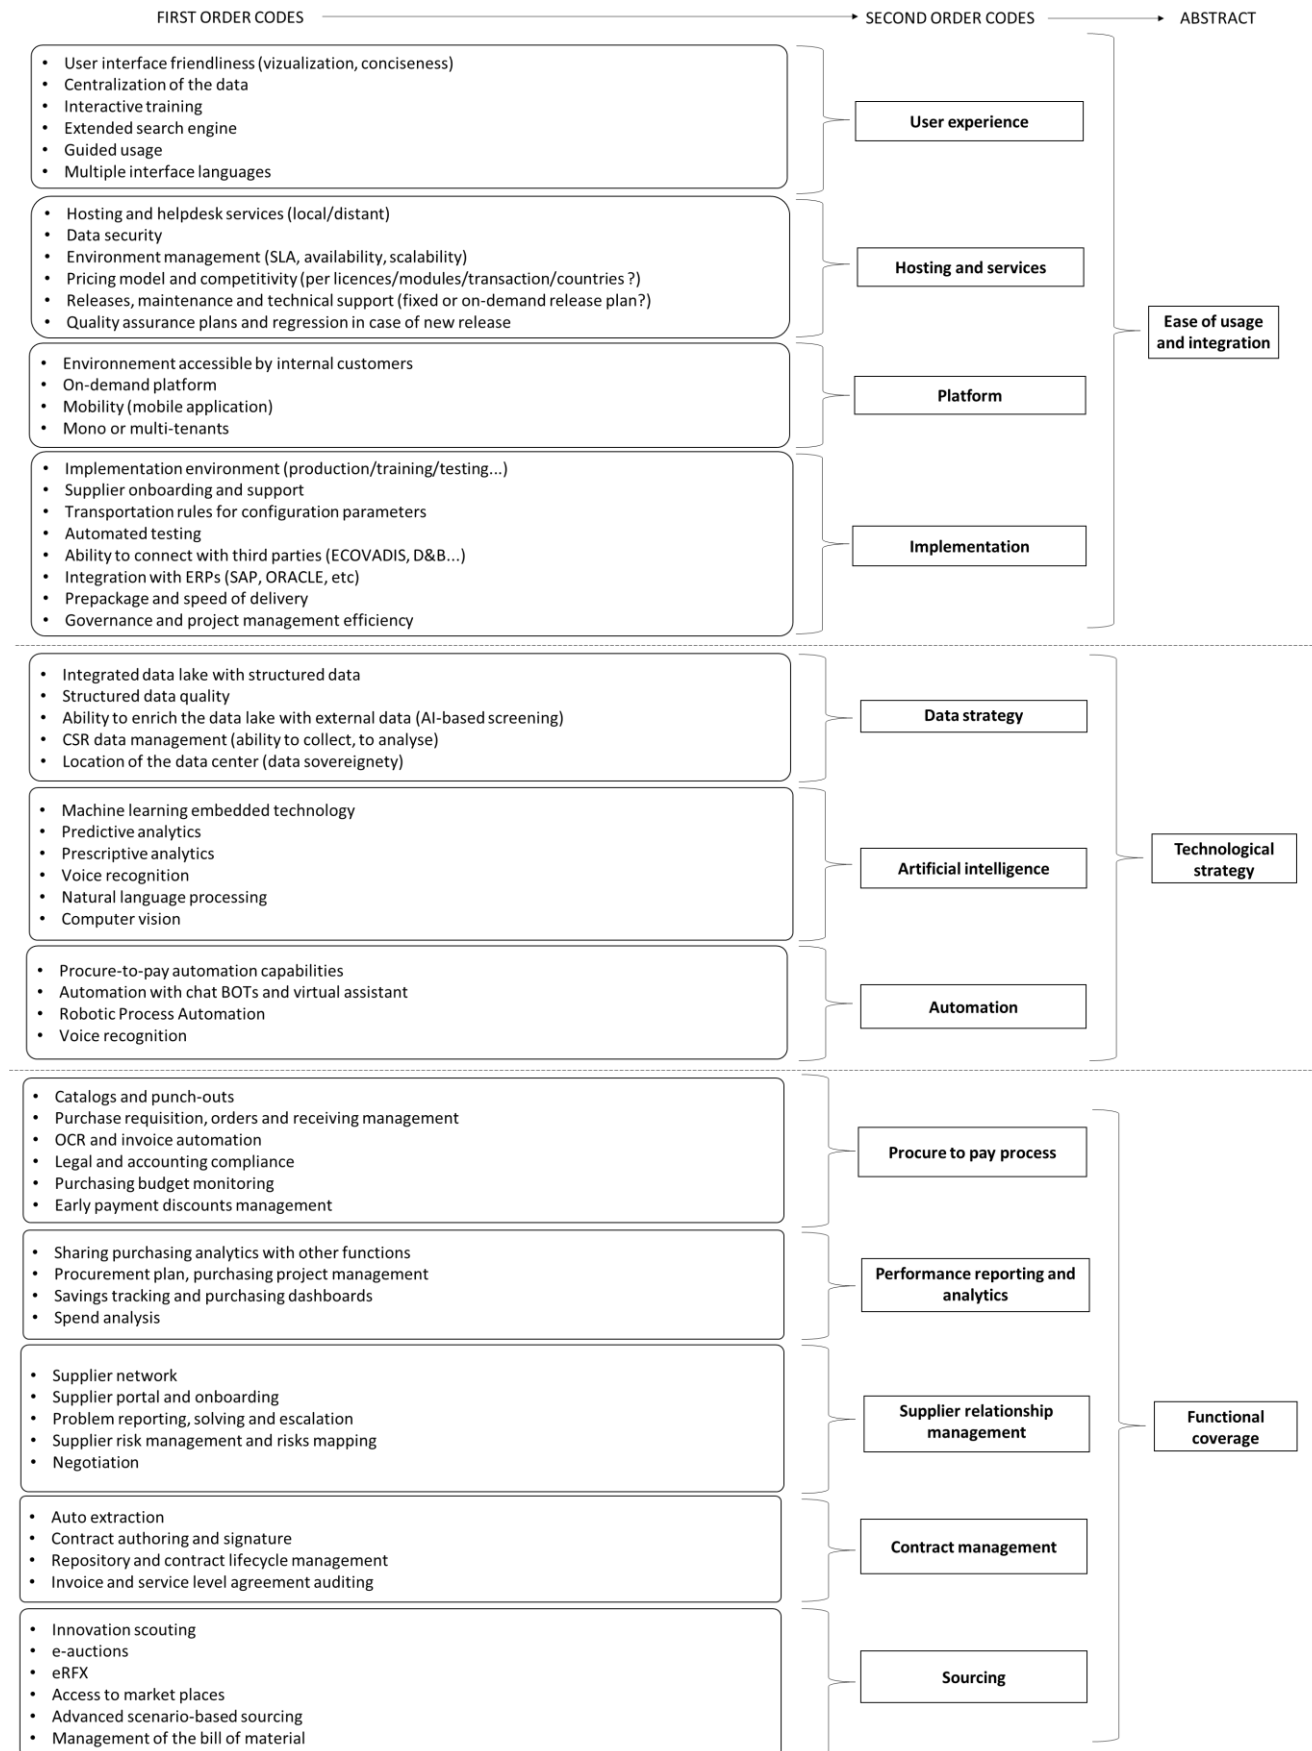 FIRST ORDER CODES
SECOND ORDER CODES
ABSTRACT
• User interface friendliness (vizualization, conciseness)
• Centralization of the data
• Interactive training
• Extended search engine
• Guided usage
• Multiple interface languages
User experience
• Hosting and helpdesk services (local/distant)
• Data security
• Environment management (SLA, availability, scalability)
• Pricing model and competitivity (per licences/modules/transaction/countries ?)
• Releases, maintenance and technical support (fixed or on-demand release plan?)
• Quality assurance plans and regression in case of new release
Hosting and services
• Environnement accessible by internal customers
• On-demand platform
• Mobility (mobile application)
• Mono or multi-tenants
Platform
• Implementation environment (production/training/testing...)
• Supplier onboarding and support
• Transportation rules for configuration parameters
• Automated testing
• Ability to connect with third parties (ECOVADIS, D&B...)
• Integration with ERPs (SAP, ORACLE, etc)
• Prepackage and speed of delivery
• Governance and project management efficiency
Implementation
Ease of usage
and integration
• Integrated data lake with structured data
• Structured data quality
• Ability to enrich the data lake with external data (AI-based screening)
• CSR data management (ability to collect, to analyse)
• Location of the data center (data sovereignety)
Data strategy
• Machine learning embedded technology
• Predictive analytics
• Prescriptive analytics
• Voice recognition
• Natural language processing
• Computer vision
Artificial intelligence
• Procure-to-pay automation capabilities
• Automation with chat BOTs and virtual assistant
• Robotic Process Automation
• Voice recognition
Automation
Technological
strategy
• Catalogs and punch-outs
• Purchase requisition, orders and receiving management
• OCR and invoice automation
• Legal and accounting compliance
• Purchasing budget monitoring
• Early payment discounts management
Procure to pay process
• Sharing purchasing analytics with other functions
• Procurement plan, purchasing project management
• Savings tracking and purchasing dashboards
• Spend analysis
Performance reporting and
analytics
• Supplier network
• Supplier portal and onboarding
• Problem reporting, solving and escalation
• Supplier risk management and risks mapping
• Negotiation
Supplier relationship
management
• Auto extraction
• Contract authoring and signature
• Repository and contract lifecycle management
• Invoice and service level agreement auditing
Contract management
• Innovation scouting
• e-auctions
• eRFX
• Access to market places
• Advanced scenario-based sourcing
• Management of the bill of material
Sourcing
Functional
coverage